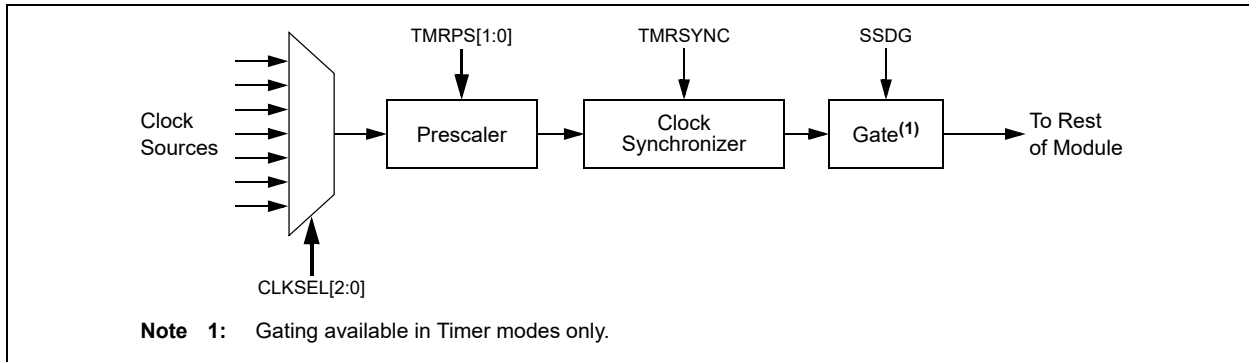 TMRPS[1:0]
TMRSYNC
SSDG
Clock
Sources
Prescaler
Clock
Synchronizer
Gate(1)
To Rest
of Module
CLKSEL[2:0]
Note 1: Gating available in Timer modes only.